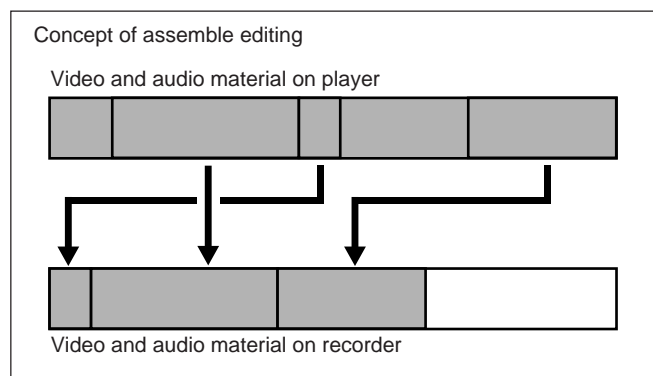 Concept of assemble editing
Video and audio material on player
Video and audio material on recorder